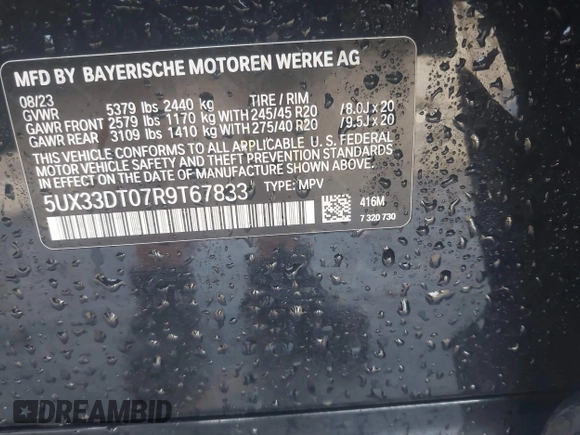 MFD BY BAYERISCHE MOTOREN WERKE AG
08/23
GVWR 5379 lbs 2440 kg TIRE / RIM
GAWR FRONT 2579 lbs 1170 kg WITH 245/45 R20 /8.0J x 20
GAWR REAR 3109 lbs 1410 kg WITH 275/40 R20 /9.5J x 20
THIS VEHICLE CONFORMS TO ALL APPLICABLE U.S. FEDERAL
MOTOR VEHICLE SAFETY AND THEFT PREVENTION STANDARDS
IN EFFECT ON THE DATE OF MANUFACTURE SHOWN ABOVE.
5UX33DT07R9T67833 TYPE: MPV
416M
7 320 730
DREAMBID